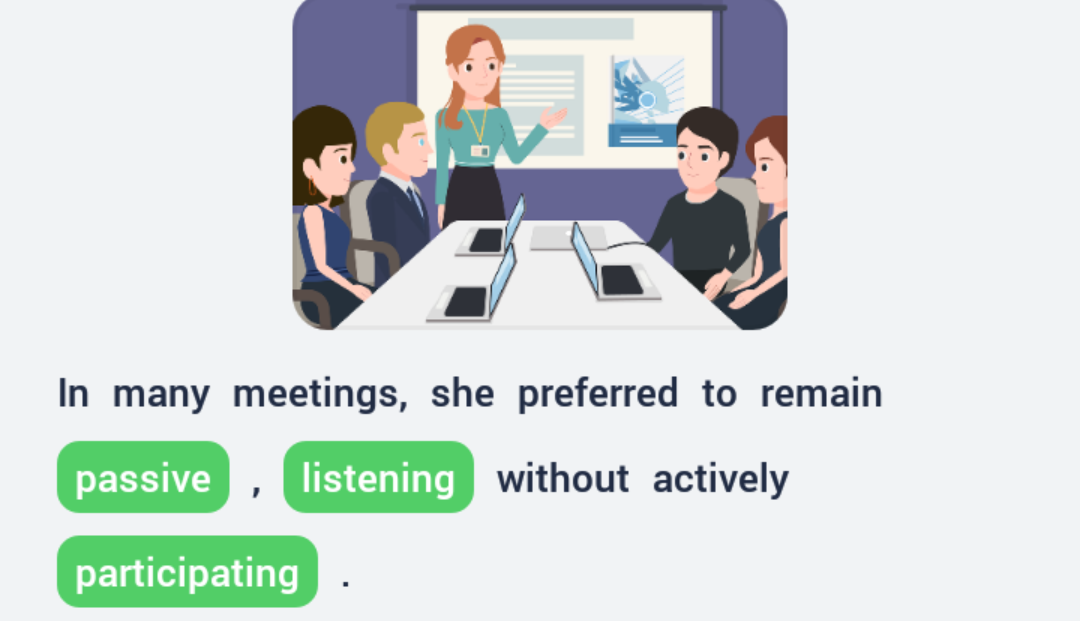 In many meetings, she preferred to remain
passive , listening without actively
participating .